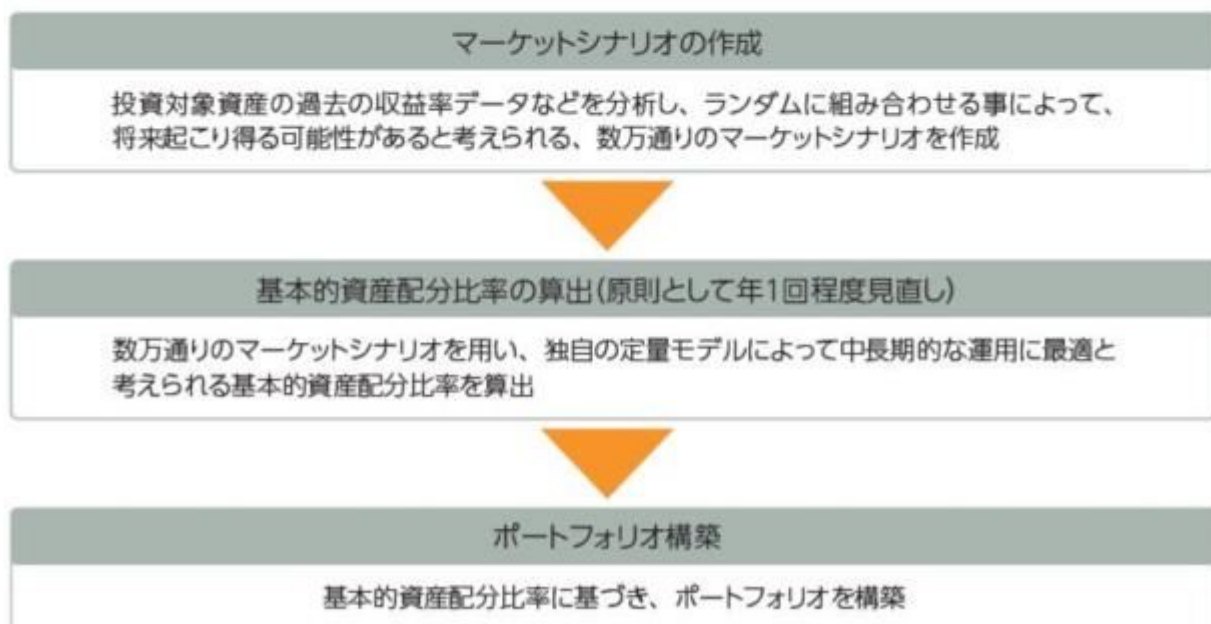 マーケットシナリオの作成
投資対象資産の過去の収益率データなどを分析し、ランダムに組み合わせる事によって、
将来起こり得る可能性があると考えられる、数万通りのマーケットシナリオを作成
基本的資産配分比率の算出(原則として年1回程度見直し)
数万通りのマーケットシナリオを用い、独自の定量モデルによって中長期的な運用に最適と
考えられる基本的資産配分比率を算出
ポートフォリオ構築
基本的資産配分比率に基づき、ポートフォリオを構築